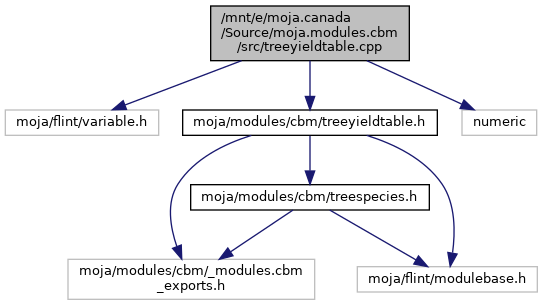 /mnt/e/moja.canada
/Source/moja.modules.cbm
/src/treeyieldtable.cpp
moja/flint/variable.h
moja/modules/cbm/treeyieldtable.h
numeric
moja/modules/cbm/treespecies.h
moja/modules/cbm/_modules.cbm
_exports.h
moja/flint/modulebase.h